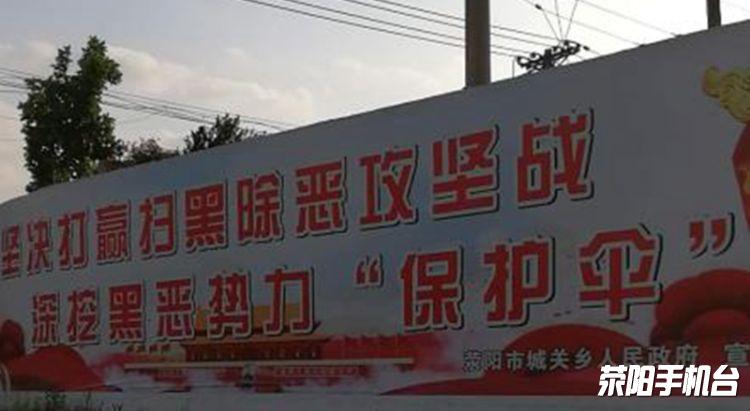 坚决打赢扫黑除恶攻坚战
深挖黑恶势力“保护伞”
荥阳市城关乡人民政府 宣
荥阳手机台